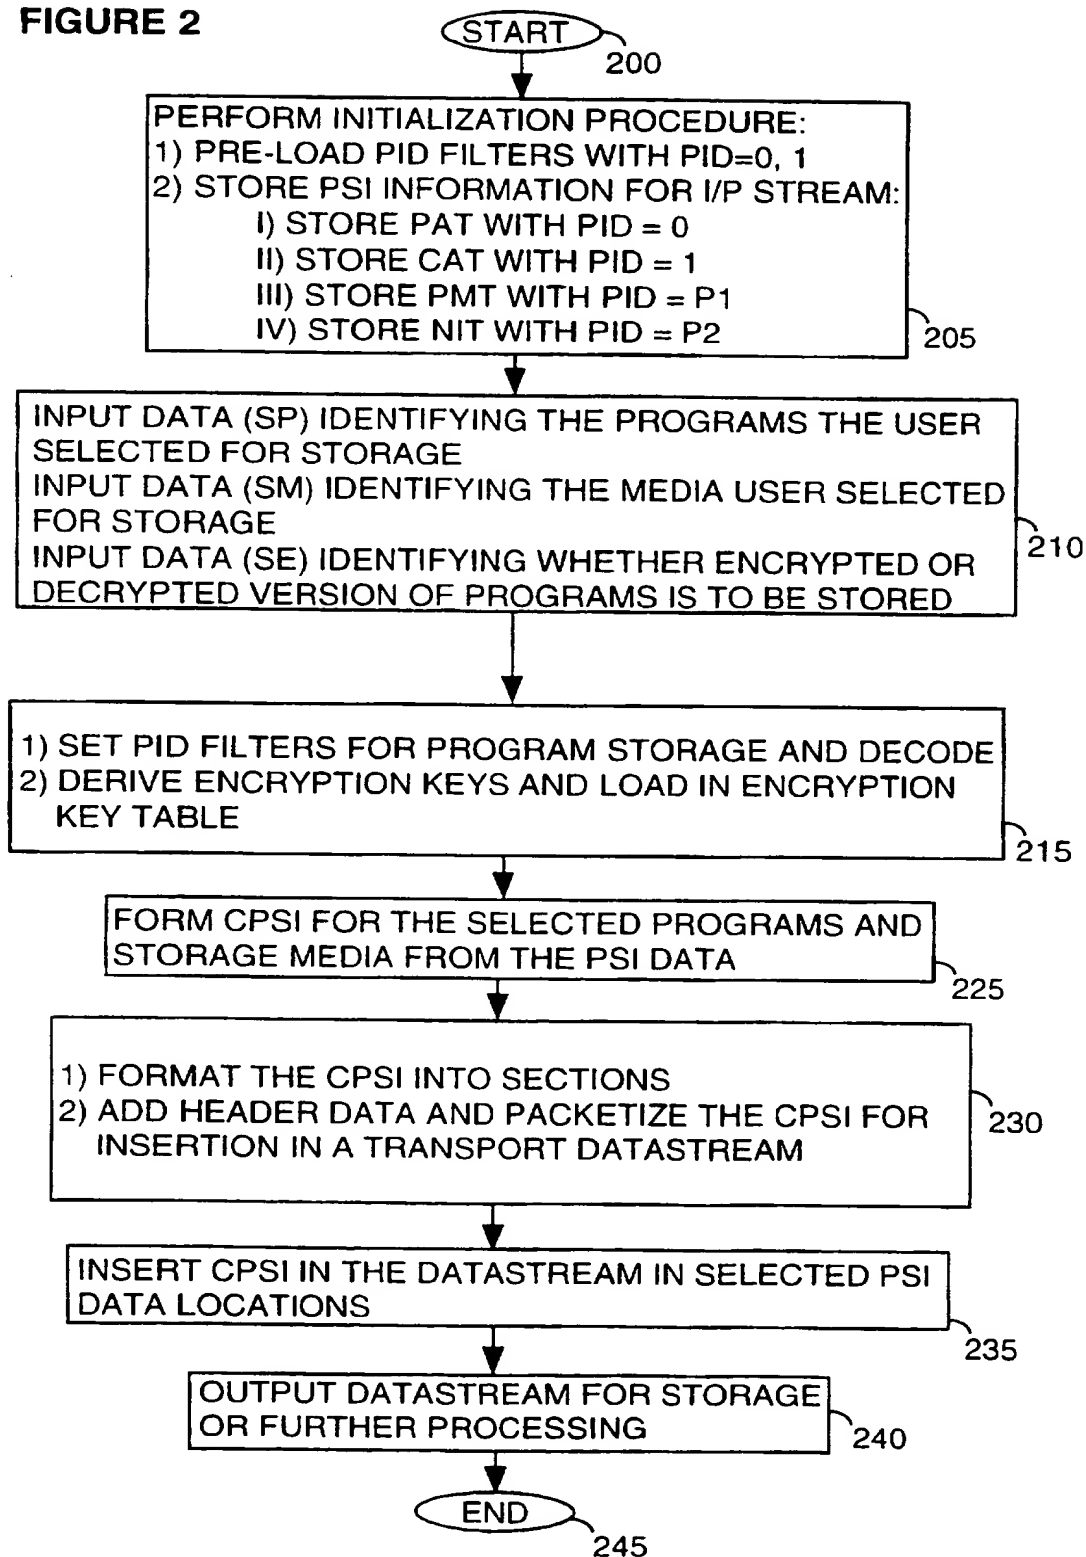 FIGURE 2
START
200
PERFORM INITIALIZATION PROCEDURE:
1) PRE-LOAD PID FILTERS WITH PID=0, 1
2) STORE PSI INFORMATION FOR I/P STREAM:
I) STORE PAT WITH PID = 0
II) STORE CAT WITH PID = 1
III) STORE PMT WITH PID = P1
IV) STORE NIT WITH PID = P2
205
INPUT DATA (SP) IDENTIFYING THE PROGRAMS THE USER
SELECTED FOR STORAGE
INPUT DATA (SM) IDENTIFYING THE MEDIA USER SELECTED
FOR STORAGE
INPUT DATA (SE) IDENTIFYING WHETHER ENCRYPTED OR
DECRYPTED VERSION OF PROGRAMS IS TO BE STORED
210
1) SET PID FILTERS FOR PROGRAM STORAGE AND DECODE
2) DERIVE ENCRYPTION KEYS AND LOAD IN ENCRYPTION
KEY TABLE
215
FORM CPSI FOR THE SELECTED PROGRAMS AND
STORAGE MEDIA FROM THE PSI DATA
225
1) FORMAT THE CPSI INTO SECTIONS
2) ADD HEADER DATA AND PACKETIZE THE CPSI FOR
INSERTION IN A TRANSPORT DATASTREAM
230
INSERT CPSI IN THE DATASTREAM IN SELECTED PSI
DATA LOCATIONS
235
OUTPUT DATASTREAM FOR STORAGE
OR FURTHER PROCESSING
240
END
245